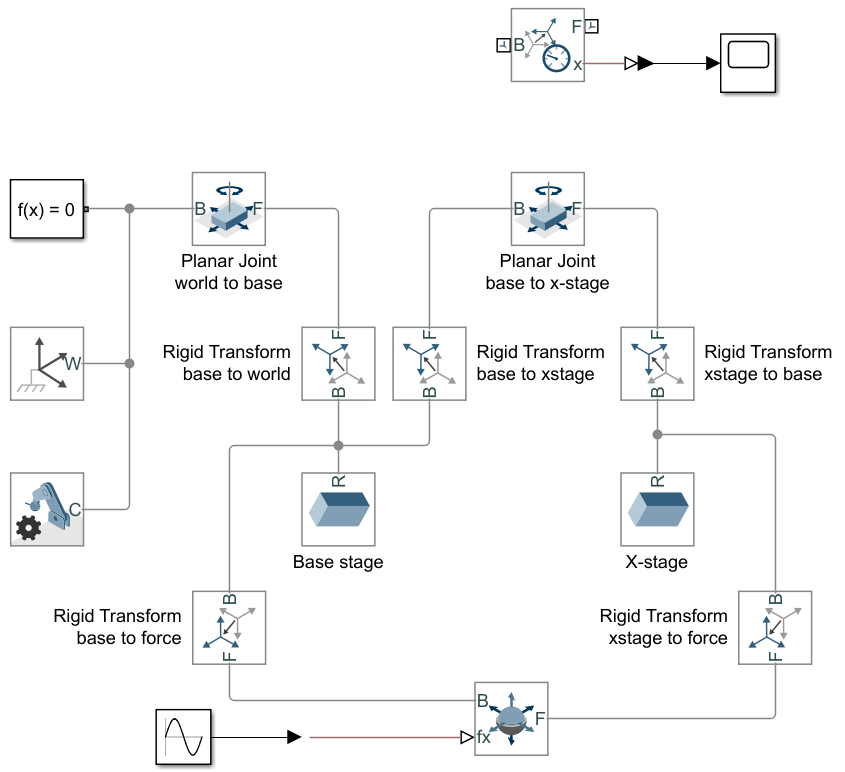 F
B
x
f(x) = 0
B
F
B
F
Planar Joint
world to base
Planar Joint
base to x-stage
W
F
B
Rigid Transform
base to world
F
B
Rigid Transform
base to xstage
F
B
Rigid Transform
xstage to base
C
R
Base stage
R
X-stage
B
F
Rigid Transform
base to force
B
F
Rigid Transform
xstage to force
B
F
fx